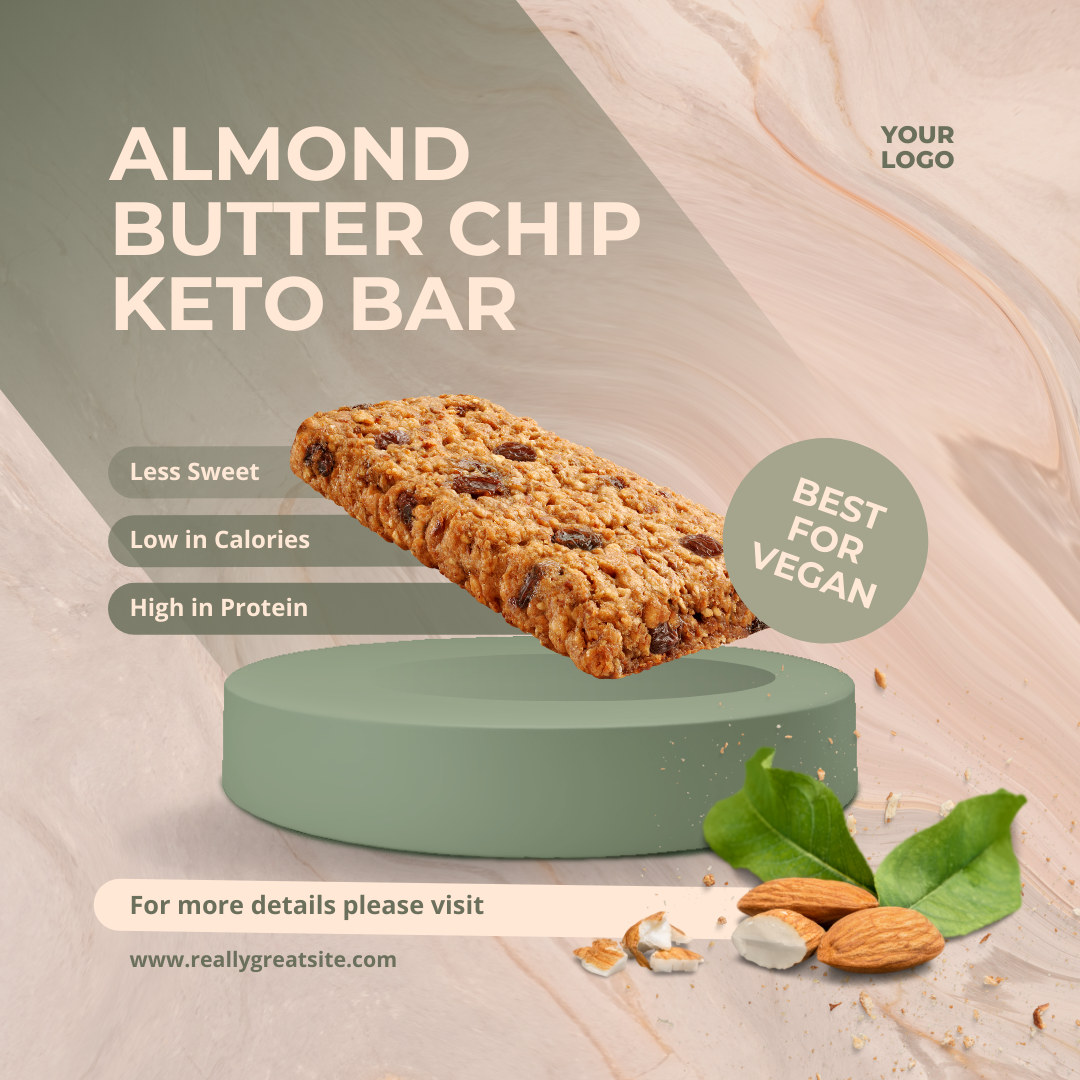 ALMOND
BUTTER CHIP
KETO BAR
YOUR
LOGO
Less Sweet
Low in Calories
High in Protein
BEST
FOR
VEGAN
For more details please visit
www.reallygreatsite.com